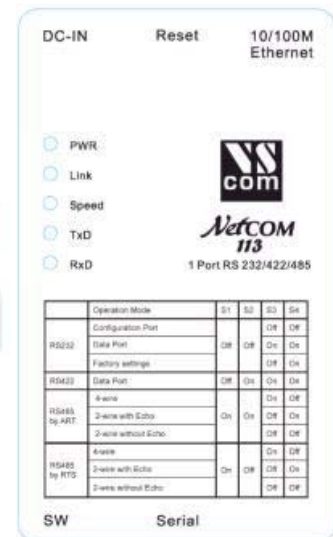 DC-IN Reset 10/100M
Ethernet
PWR
Link
Speed
TxD
RxD
VS
com
NetCOM
113
1 Port RS 232/422/485
Operation Mode S1 S2 S3 S4
RS232 Configuration Port Off Off Off Off
Data Port On On
Factory settings Off On
RS422 Data Port Off On On Off
RS485 by ART 4-wire On On On Off
2-wire with Echo Off On
2-wire without Echo Off Off
RS485 by RTS 4-wire On Off On Off
2-wire with Echo Off On
2-wire without Echo Off Off
SW Serial